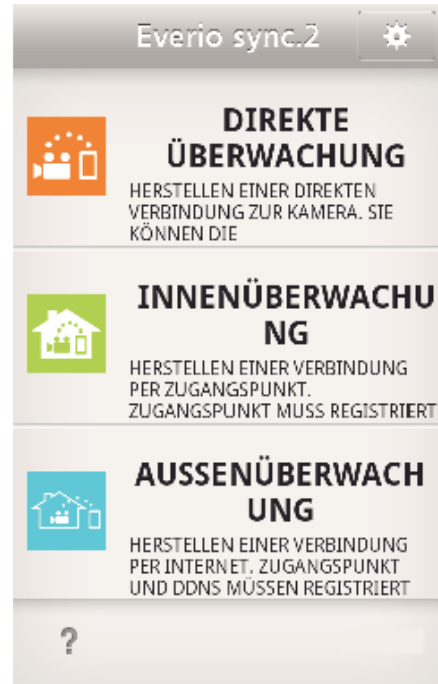 Everio sync.2
DIREKTE
ÜBERWACHUNG
HERSTELLEN EINER DIREKTEN
VERBINDUNG ZUR KAMERA. SIE
KÖNNEN DIE
INNENÜBERWACHU
NG
HERSTELLEN EINER VERBINDUNG
PER ZUGANGSPUNKT.
ZUGANGSPUNKT MUSS REGISTRIERT
AUSSENÜBERWACH
UNG
HERSTELLEN EINER VERBINDUNG
PER INTERNET. ZUGANGSPUNKT
UND DDNS MÜSSEN REGISTRIERT
?